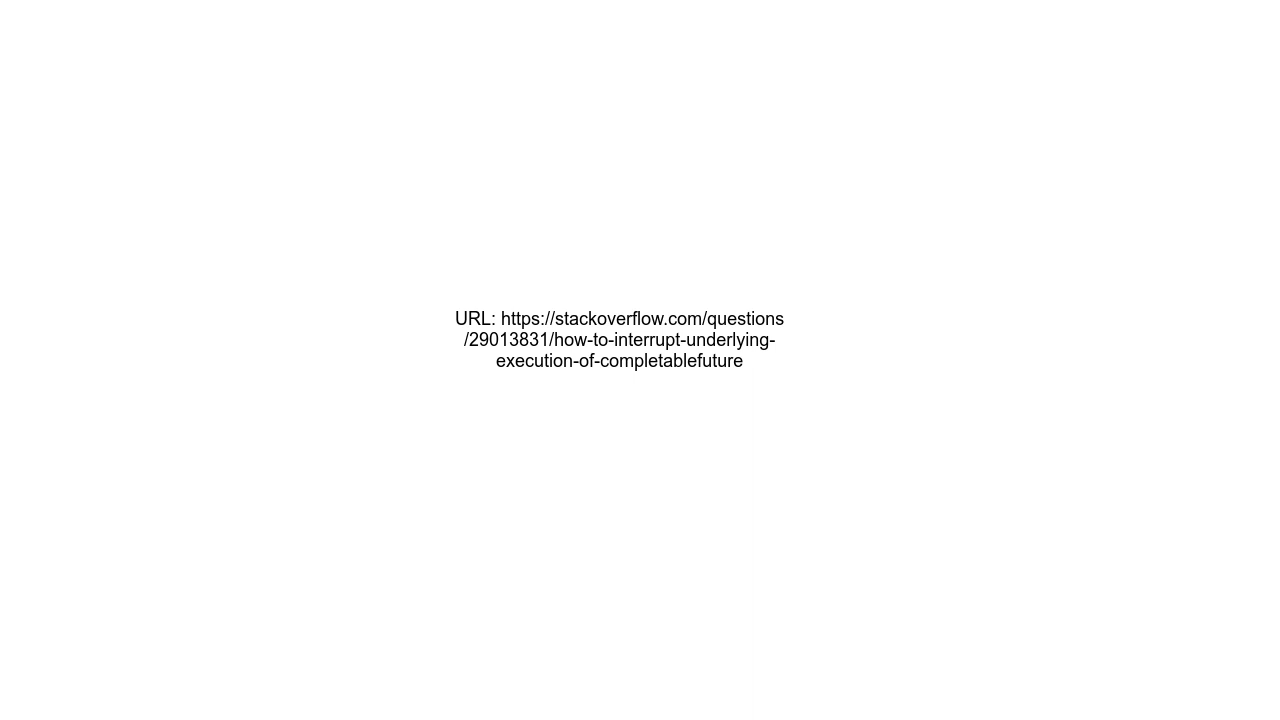 URL: https://stackoverflow.com/questions
/29013831/how-to-interrupt-underlying-
execution-of-completablefuture